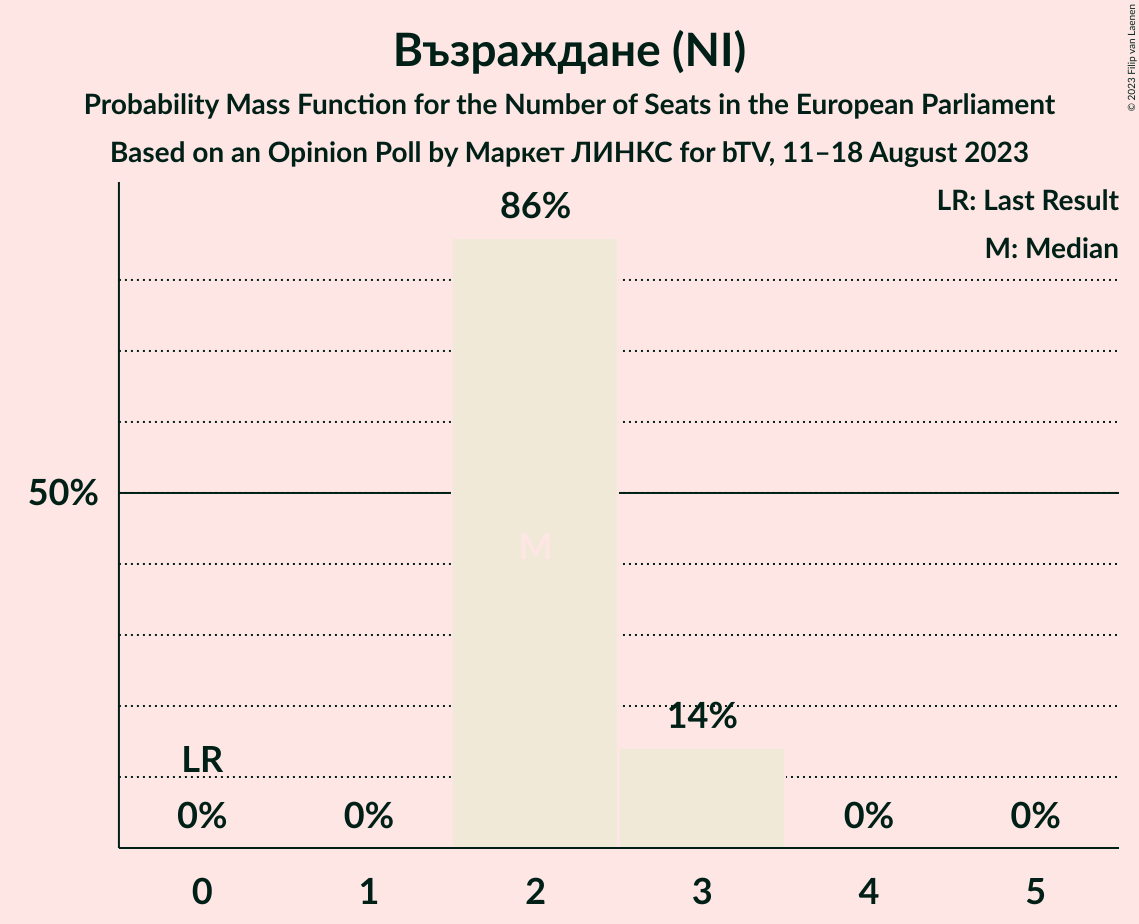 Възраждане (NI)
Probability Mass Function for the Number of Seats in the European Parliament
Based on an Opinion Poll by Маркет ЛИНКС for bTV, 11–18 August 2023
© 2023 Filip van Laenen
LR: Last Result
M: Median
86%
50%
M
14%
LR
0% 0% 0% 0%
0 1 2 3 4 5